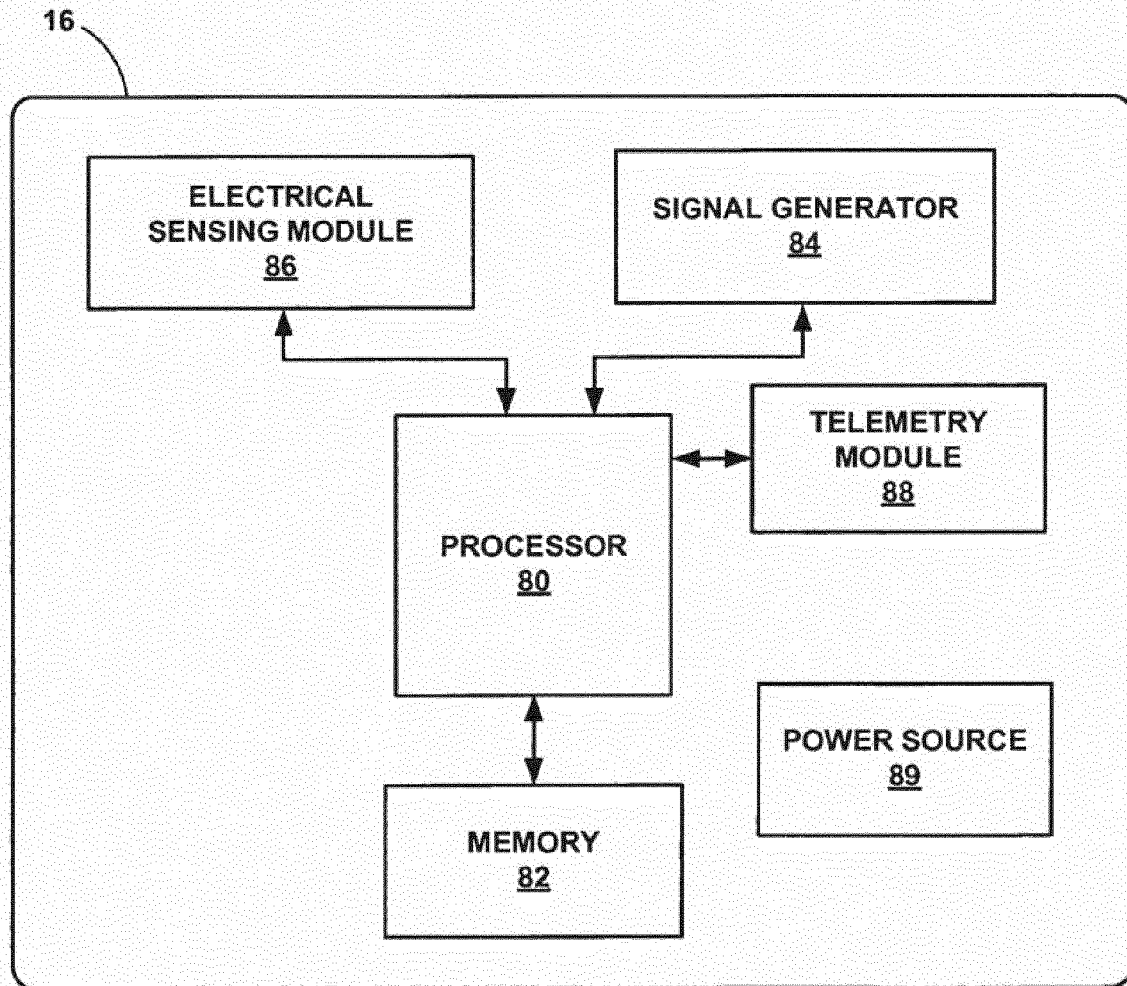 16
ELECTRICAL
SENSING MODULE
86
SIGNAL GENERATOR
84
TELEMETRY
MODULE
88
PROCESSOR
80
POWER SOURCE
89
MEMORY
82